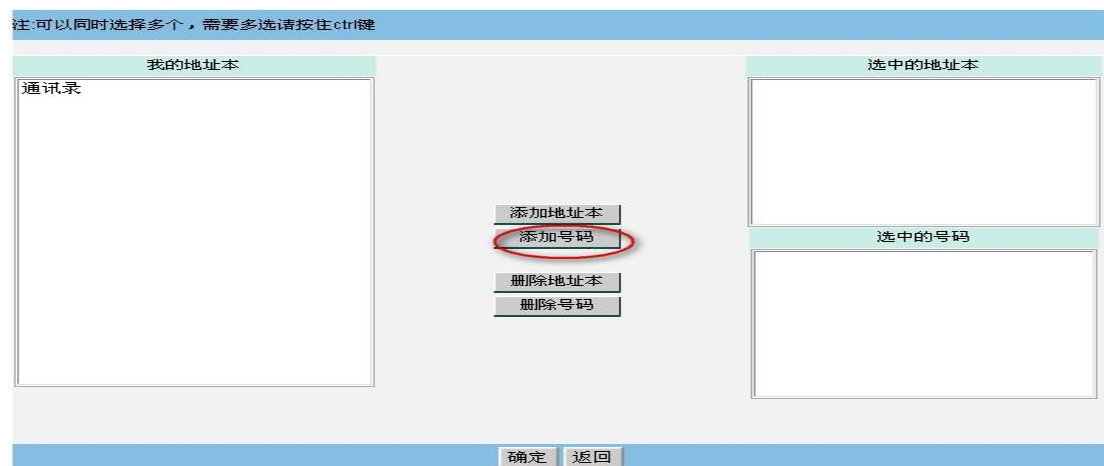 注:可以同时选择多个，需要多选请按住ctrl键
我的地址本
选中的地址本
通讯录
添加地址本
添加号码
选中的号码
删除地址本
删除号码
确定 返回